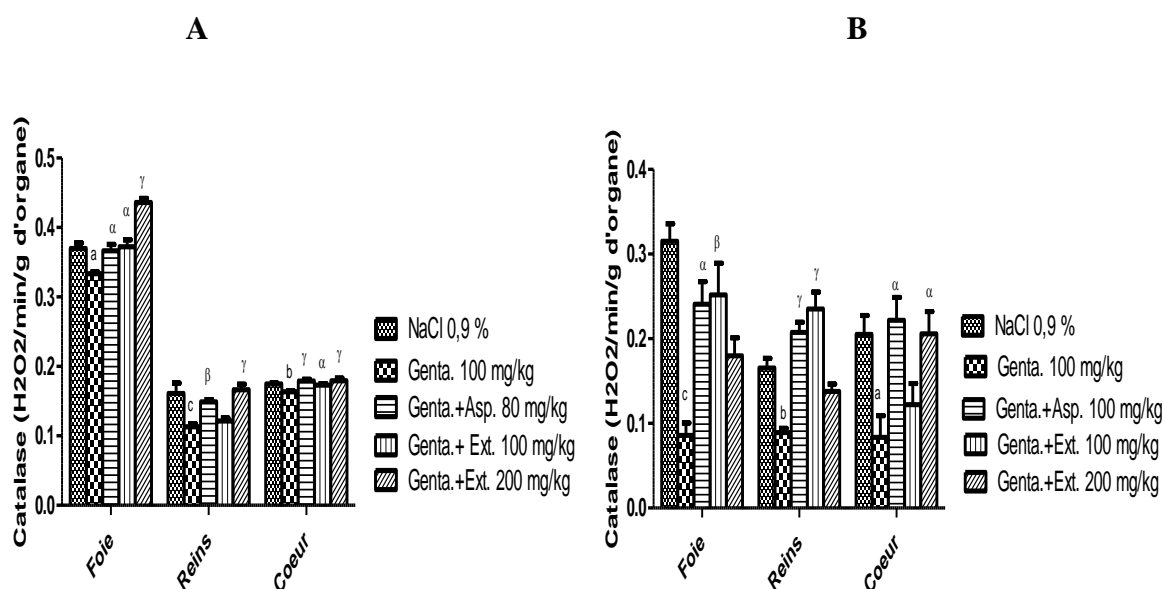 A
B
Catalase (H2O2/min/g d'organe)
0.5
0.4
0.3
0.2
0.1
0.0
a
α
α
γ
c
β
γ
b
γ
α
γ
Foie
Reins
Coeur
NaCl 0,9 %
Genta. 100 mg/kg
Genta.+Asp. 80 mg/kg
Genta.+ Ext. 100 mg/kg
Genta.+Ext. 200 mg/kg
Catalase (H2O2/min/g d'organe)
0.4
0.3
0.2
0.1
0.0
c
α
β
b
γ
γ
a
α
α
Foie
Reins
Coeur
NaCl 0,9 %
Genta. 100 mg/kg
Genta.+Asp. 100 mg/kg
Genta.+Ext. 100 mg/kg
Genta.+Ext. 200 mg/kg